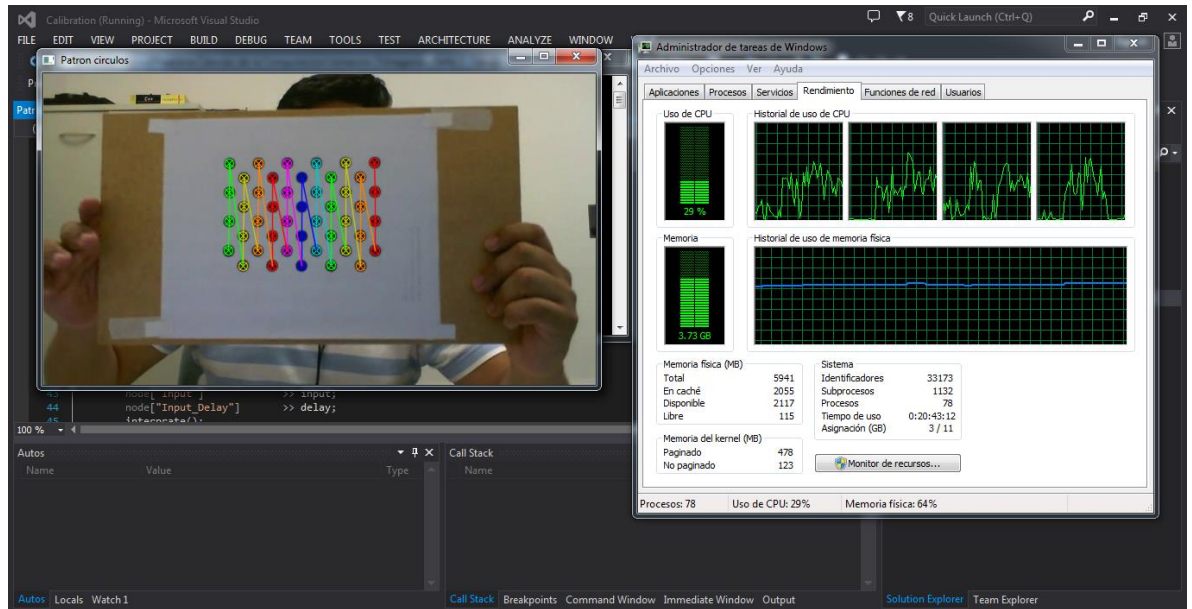 Calibration (Running) - Microsoft Visual Studio
8
Quick Launch (Ctrl+Q)
FILE EDIT VIEW PROJECT BUILD DEBUG TEAM TOOLS TEST ARCHITECTURE ANALYZE WINDOW
Patron circulos
43 node["Input"] >> input;
44 node["Input_Delay"] >> delay;
45 interprate();
100 %
Autos
Name Value Type
Autos Locals Watch 1
Call Stack
Name
Call Stack Breakpoints Command Window Immediate Window Output
Administrador de tareas de Windows
Archivo Opciones Ver Ayuda
Aplicaciones Procesos Servicios Rendimiento Funciones de red Usuarios
Uso de CPU
29 %
Historial de uso de CPU
Memoria
3.73 GB
Historial de uso de memoria física
Memoria física (MB)
Total 5941
En caché 2055
Disponible 2117
Libre 115
Sistema
Identificadores 33173
Subprocesos 1132
Procesos 78
Tiempo de uso 0:20:43:12
Asignación (GB) 3 / 11
Memoria del kernel (MB)
Paginado 478
No paginado 123
Monitor de recursos...
Procesos: 78 Uso de CPU: 29% Memoria física: 64%
Solution Explorer Team Explorer